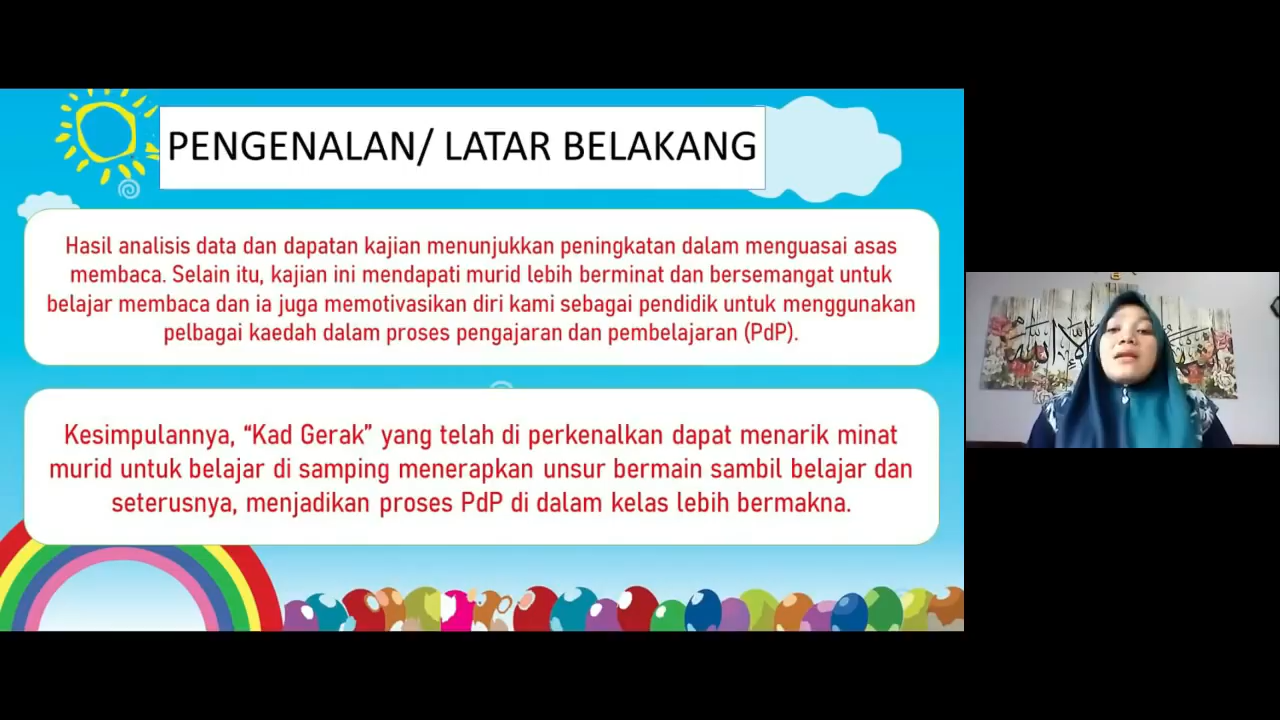 PENGENALAN/ LATAR BELAKANG
Hasil analisis data dan dapatan kajian menunjukkan peningkatan dalam menguasai asas
membaca. Selain itu, kajian ini mendapati murid lebih berminat dan bersemangat untuk
belajar membaca dan ia juga memotivasikan diri kami sebagai pendidik untuk menggunakan
pelbagai kaedah dalam proses pengajaran dan pembelajaran (PdP).
Kesimpulannya, “Kad Gerak” yang telah di perkenalkan dapat menarik minat
murid untuk belajar di samping menerapkan unsur bermain sambil belajar dan
seterusnya, menjadikan proses PdP di dalam kelas lebih bermakna.